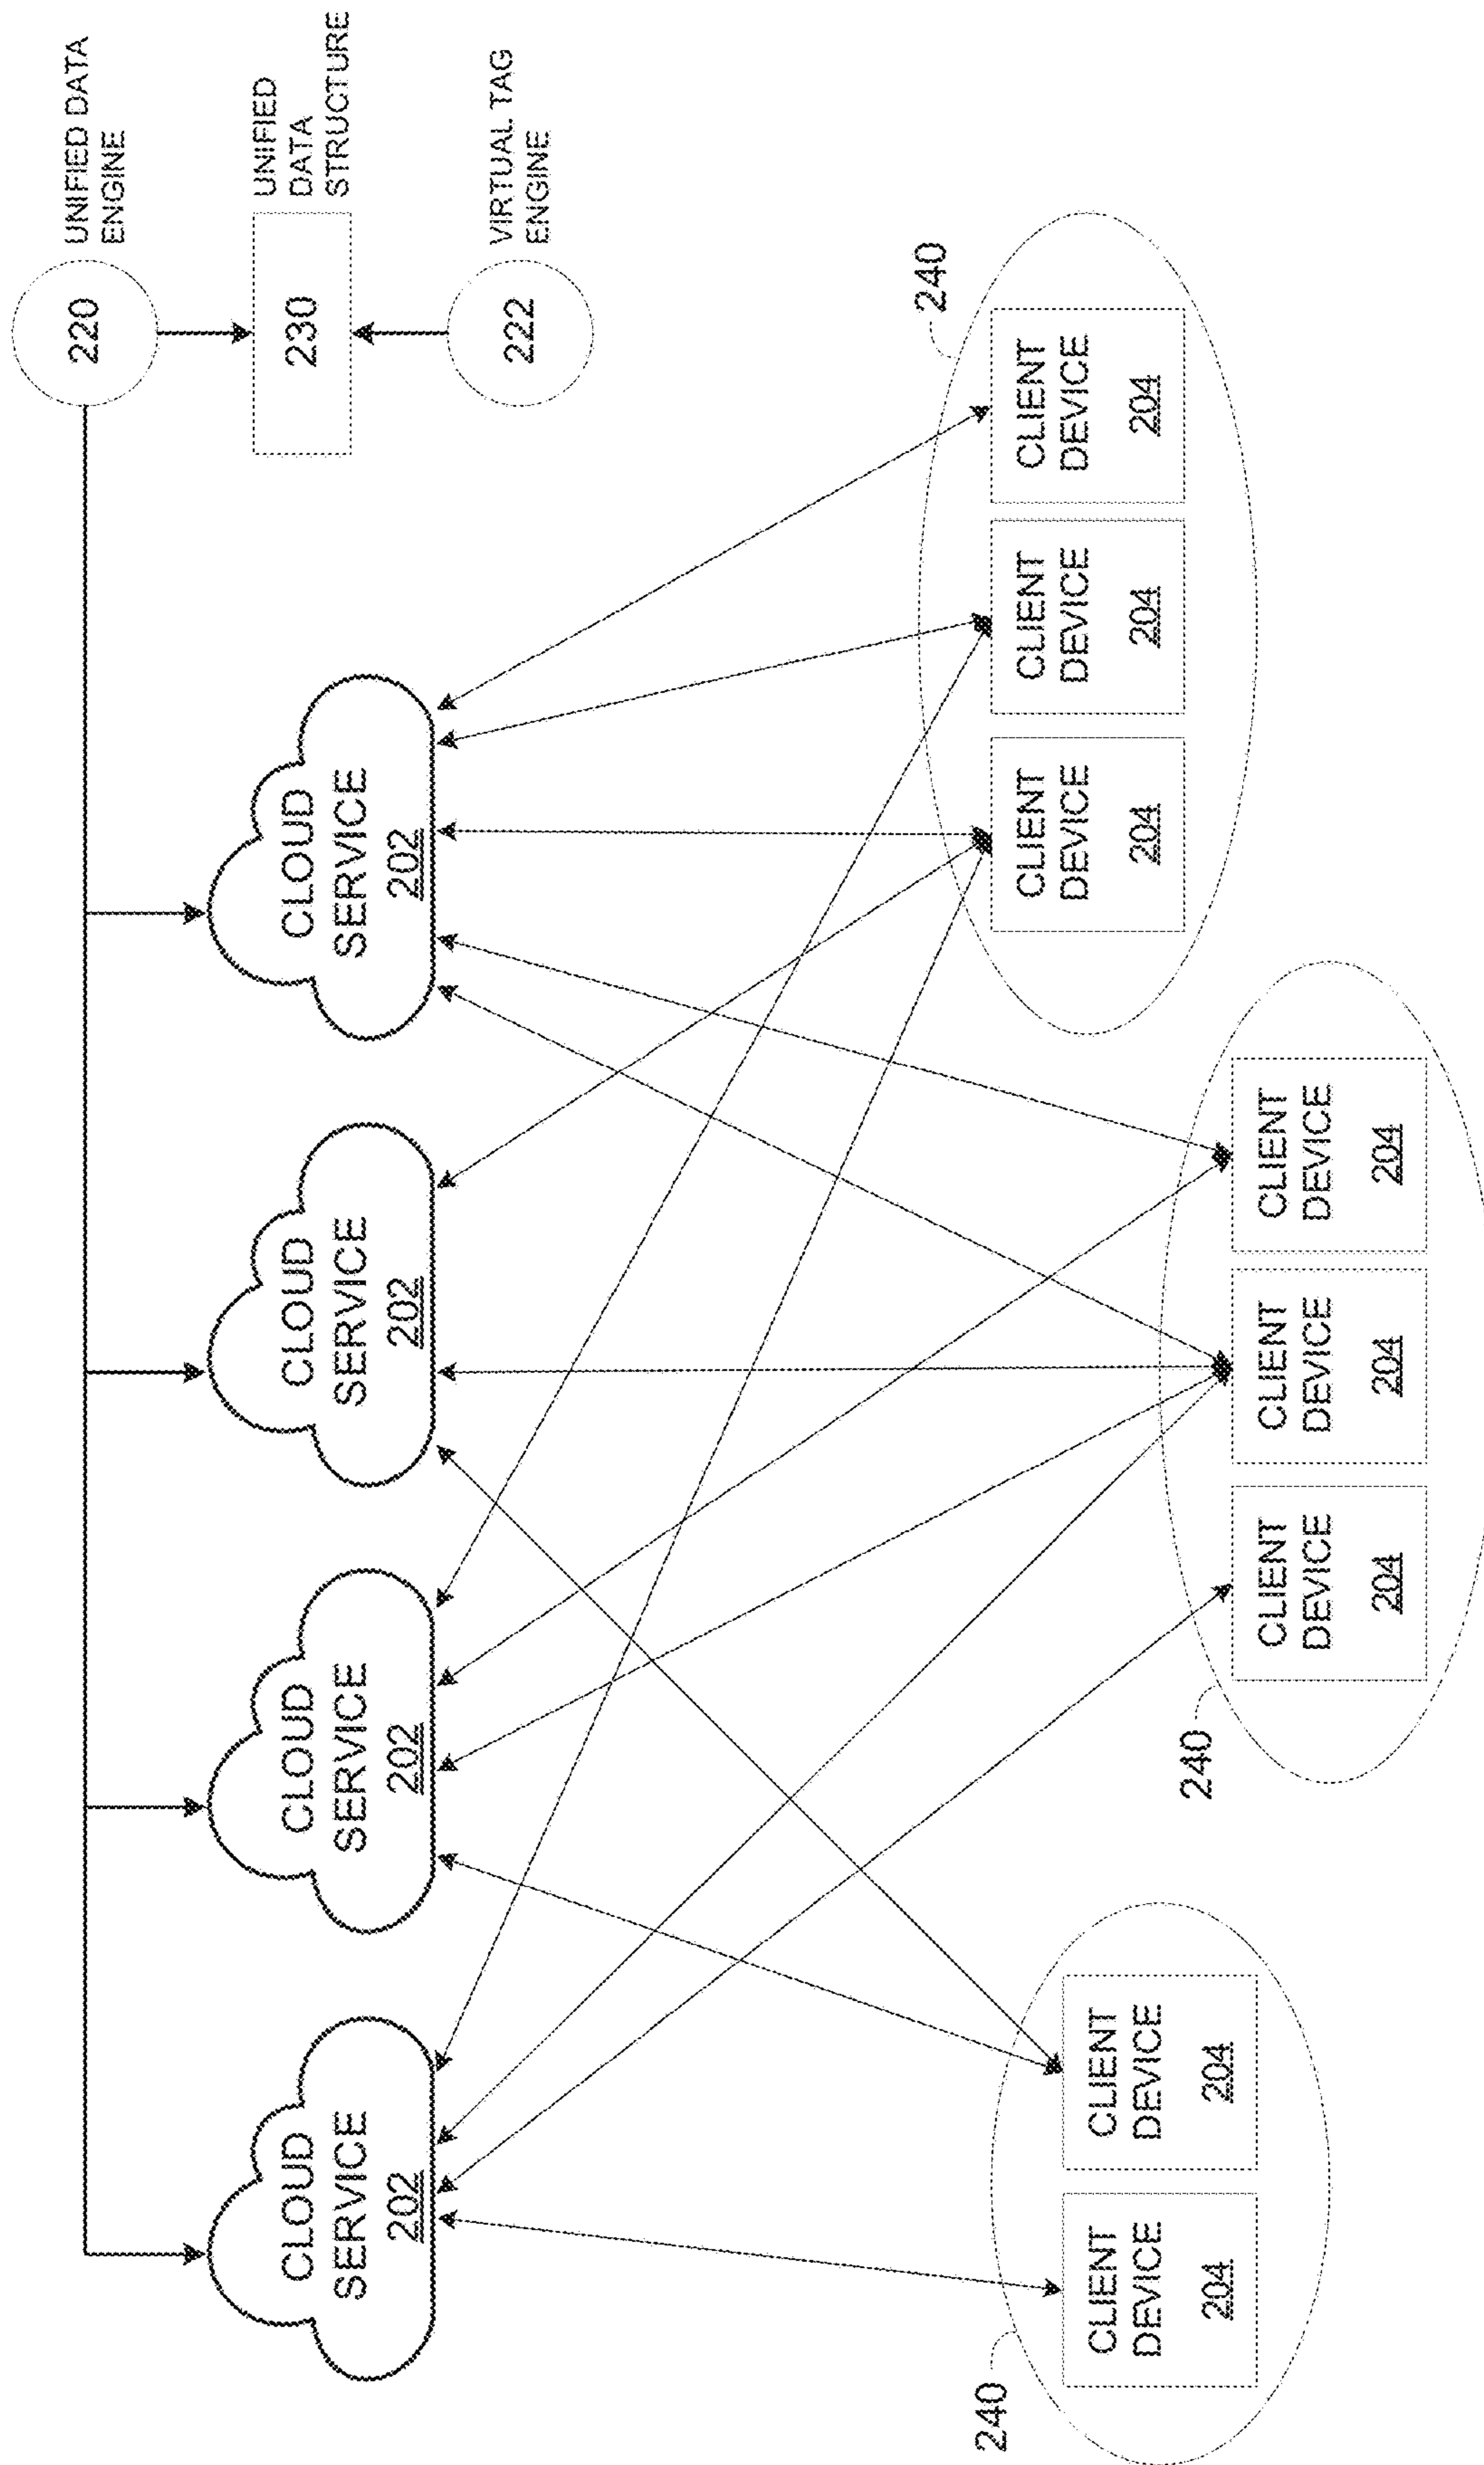 UNIFIED DATA
ENGINE
220
UNIFIED
DATA
STRUCTURE
230
VIRTUAL TAG
ENGINE
222
CLOUD
SERVICE
202
CLOUD
SERVICE
202
CLOUD
SERVICE
202
CLOUD
SERVICE
202
240
CLIENT
DEVICE
204
CLIENT
DEVICE
204
240
CLIENT
DEVICE
204
CLIENT
DEVICE
204
CLIENT
DEVICE
204
240
CLIENT
DEVICE
204
CLIENT
DEVICE
204
CLIENT
DEVICE
204